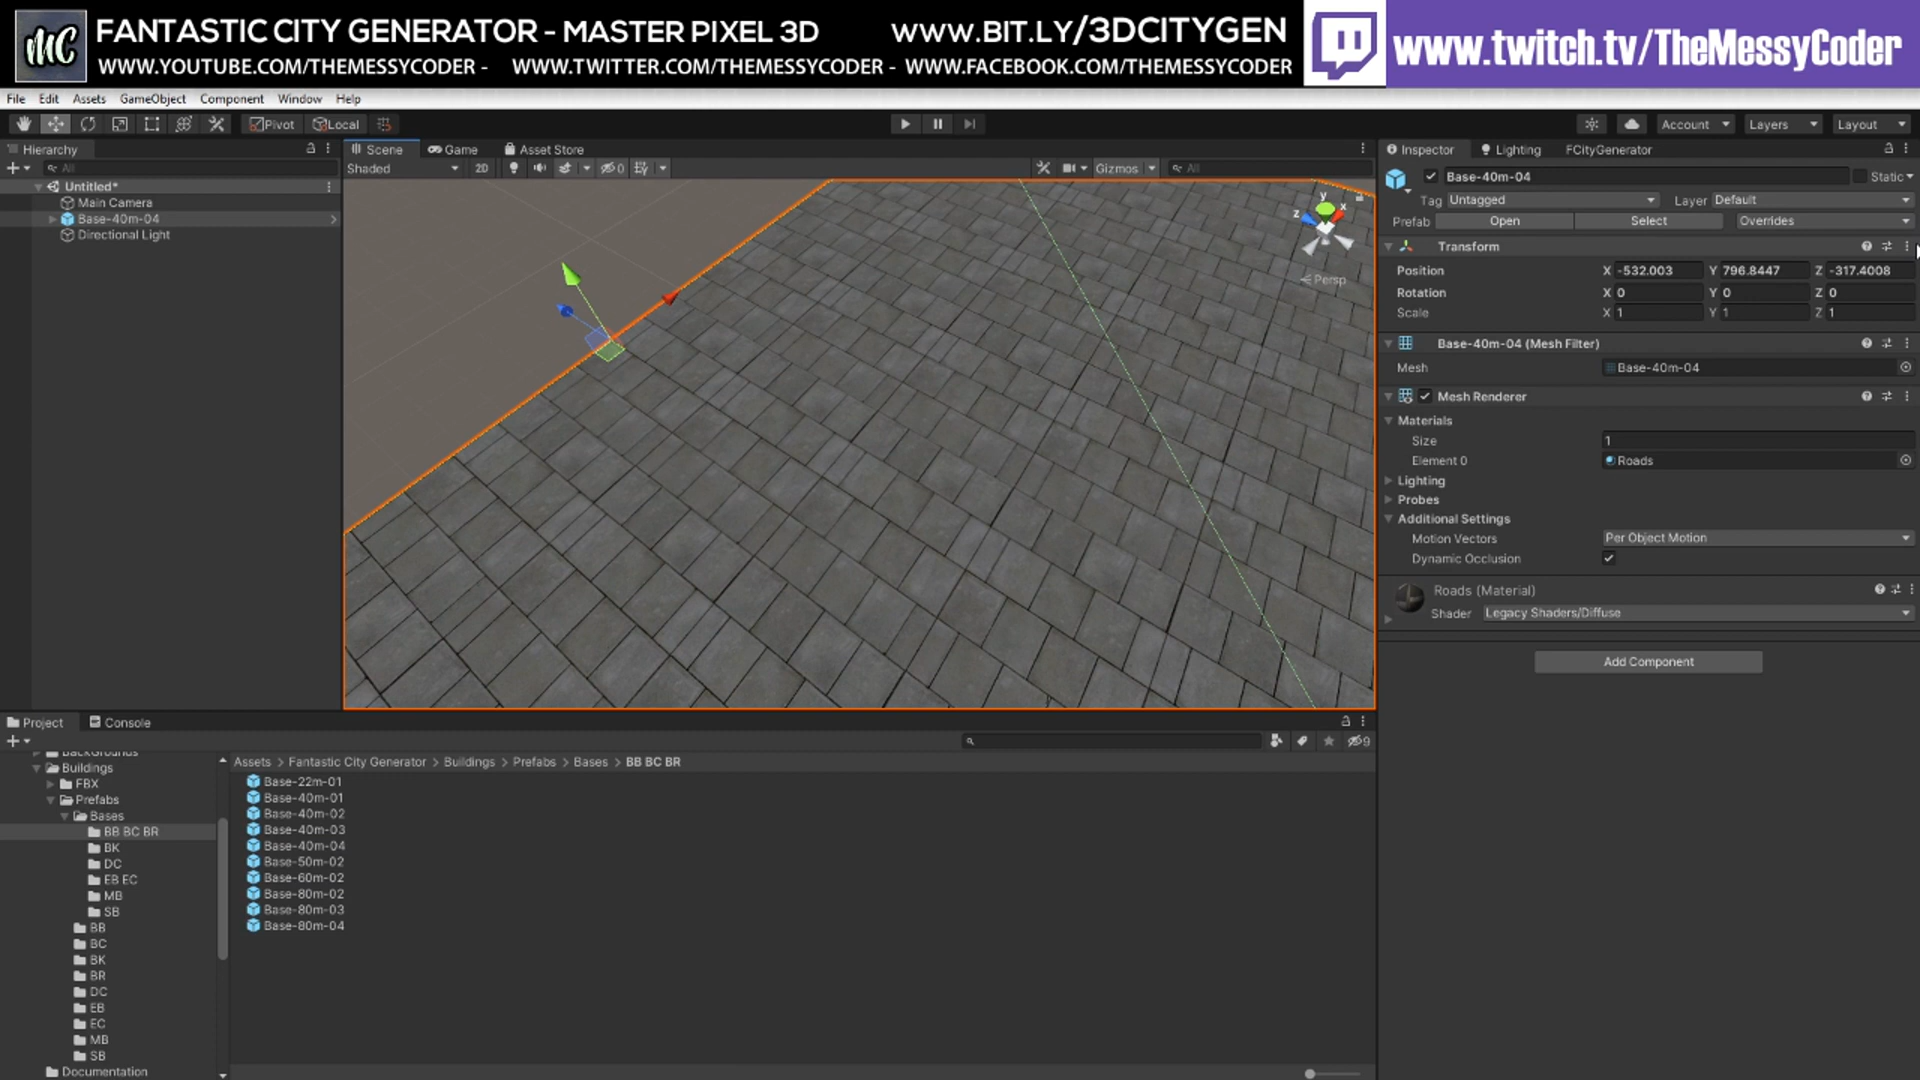 MC FANTASTIC CITY GENERATOR - MASTER PIXEL 3D WWW.BIT.LY/3DCITYGEN
WWW.YOUTUBE.COM/THEMESSYCODER - WWW.TWITTER.COM/THEMESSYCODER - WWW.FACEBOOK.COM/THEMESSYCODER
www.twitch.tv/TheMessyCoder
File Edit Assets GameObject Component Window Help
Pivot Local Account Layers Layout
Hierarchy
All
Untitled*
Main Camera
Base-40m-04
Directional Light
Scene Game Asset Store
Shaded 2D 0 Gizmos All
y
x
z
Persp
Inspector Lighting FCityGenerator
Base-40m-04 Static
Tag Untagged Layer Default
Prefab Open Select Overrides
Transform
Position X -532.003 Y 796.8447 Z -317.4008
Rotation X 0 Y 0 Z 0
Scale X 1 Y 1 Z 1
Base-40m-04 (Mesh Filter)
Mesh Base-40m-04
Mesh Renderer
Materials
Size 1
Element 0 Roads
Lighting
Probes
Additional Settings
Motion Vectors Per Object Motion
Dynamic Occlusion
Roads (Material)
Shader Legacy Shaders/Diffuse
Add Component
Project Console
9
BackGrounds
Buildings
FBX
Prefabs
Bases
BB BC BR
BK
DC
EB EC
MB
SB
BB
BC
BK
BR
DC
EB
EC
MB
SB
Documentation
Assets > Fantastic City Generator > Buildings > Prefabs > Bases > BB BC BR
Base-22m-01
Base-40m-01
Base-40m-02
Base-40m-03
Base-40m-04
Base-50m-02
Base-60m-02
Base-80m-02
Base-80m-03
Base-80m-04